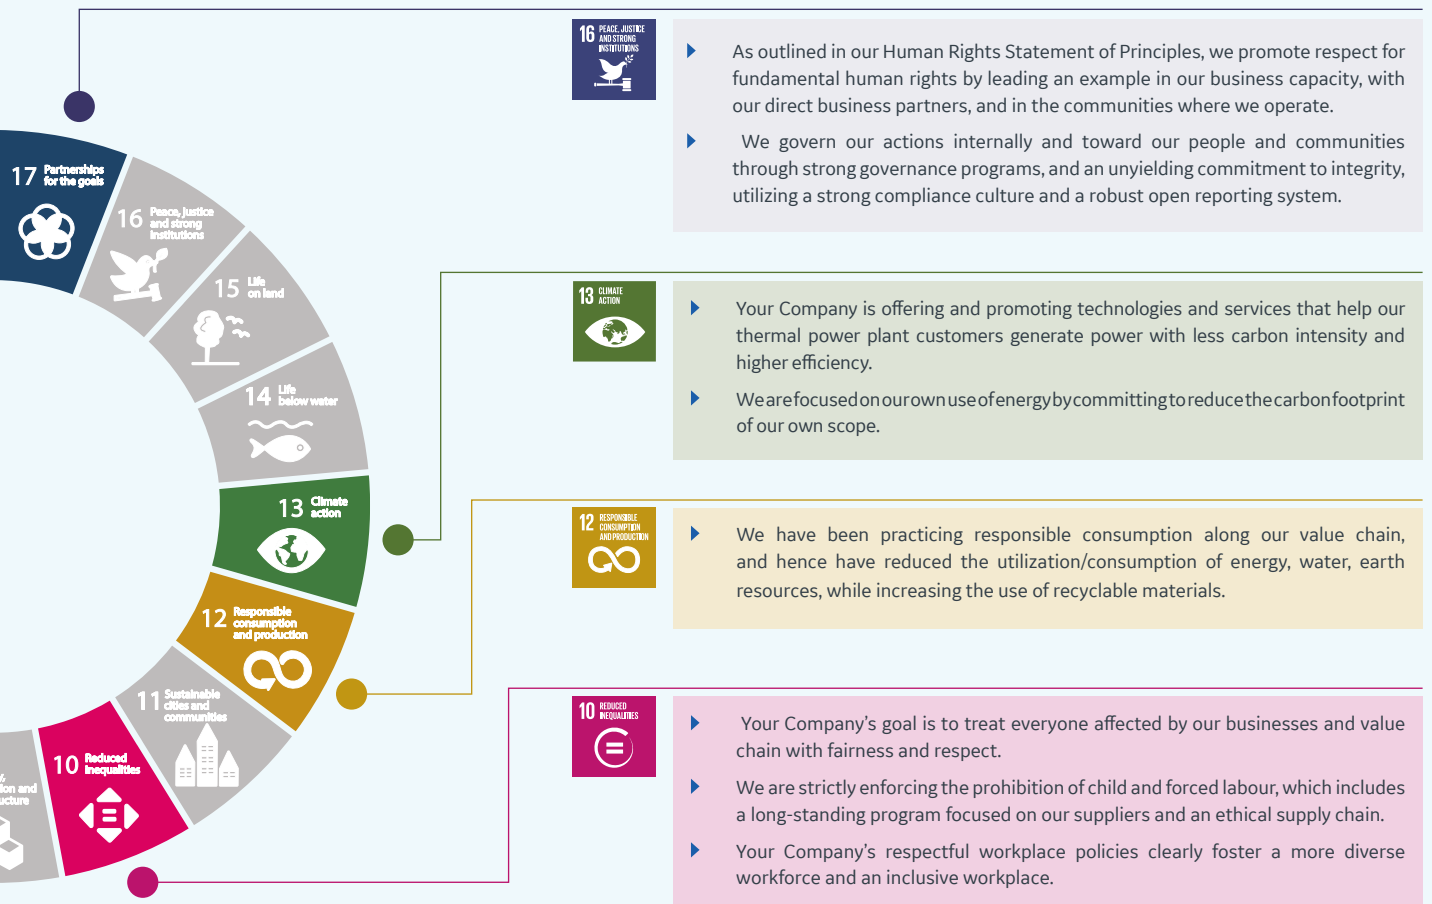 17 Partnerships
for the goals
16 Peace, justice
and strong
institutions
15 Life
on land
14 Life
below water
13 Climate
action
12 Responsible
consumption
and production
11 Sustainable
cities and
communities
10 Reduced
inequalities
and
ucture
16 PEACE, JUSTICE
AND STRONG
INSTITUTIONS
As outlined in our Human Rights Statement of Principles, we promote respect for
fundamental human rights by leading an example in our business capacity, with
our direct business partners, and in the communities where we operate.
We govern our actions internally and toward our people and communities
through strong governance programs, and an unyielding commitment to integrity,
utilizing a strong compliance culture and a robust open reporting system.
13 CLIMATE
ACTION
Your Company is offering and promoting technologies and services that help our
thermal power plant customers generate power with less carbon intensity and
higher efficiency.
We are focused on our own use of energy by committing to reduce the carbon footprint
of our own scope.
12 RESPONSIBLE
CONSUMPTION
AND PRODUCTION
We have been practicing responsible consumption along our value chain,
and hence have reduced the utilization/consumption of energy, water, earth
resources, while increasing the use of recyclable materials.
10 REDUCED
INEQUALITIES
Your Company's goal is to treat everyone affected by our businesses and value
chain with fairness and respect.
We are strictly enforcing the prohibition of child and forced labour, which includes
a long-standing program focused on our suppliers and an ethical supply chain.
Your Company's respectful workplace policies clearly foster a more diverse
workforce and an inclusive workplace.